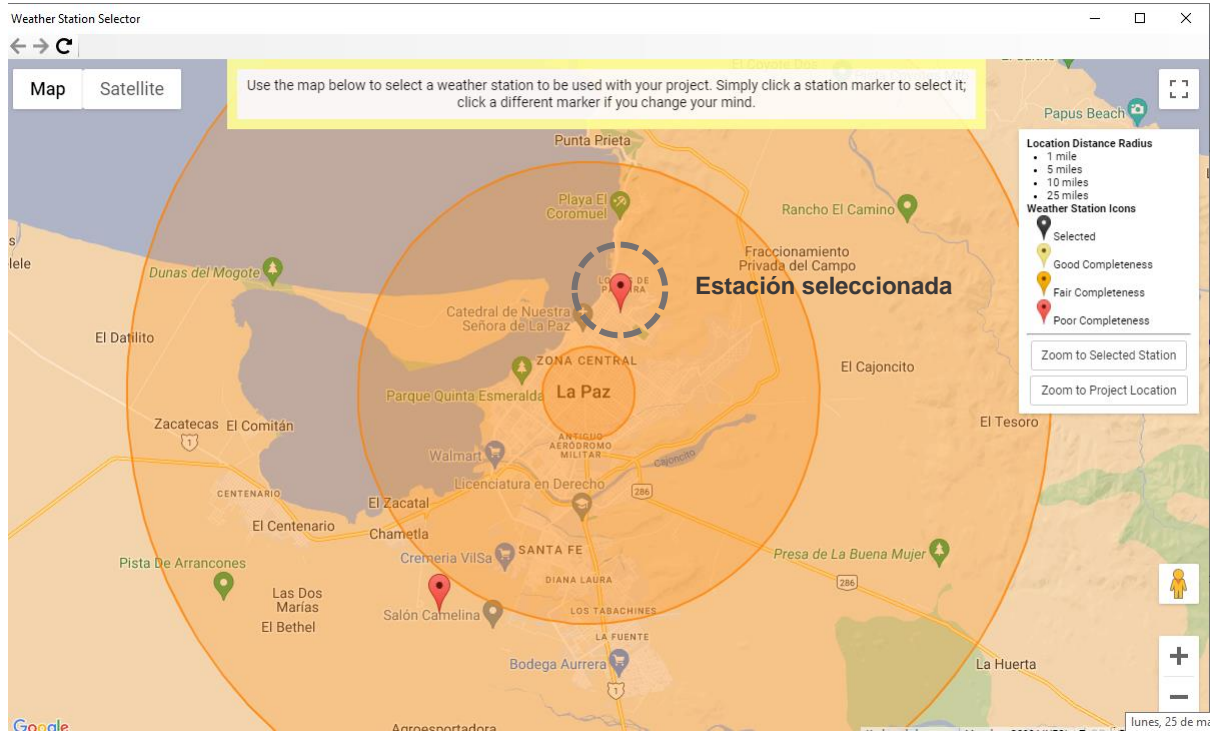 Weather Station Selector
Map
Satellite
Use the map below to select a weather station to be used with your project. Simply click a station marker to select it;
click a different marker if you change your mind.
Papus Beach
Location Distance Radius
1 mile
5 miles
10 miles
25 miles
Weather Station Icons
Selected
Good Completeness
Fair Completeness
Poor Completeness
Zoom to Selected Station
Zoom to Project Location
Punta Prieta
Playa El
Coromuel
Rancho El Camino
Fraccionamiento
Privada del Campo
Dunas del Mogote
Estación seleccionada
Catedral de Nuestra
Señora de La Paz
El Datilito
ZONA CENTRAL
El Cajoncito
La Paz
Parque Quinta Esmeralda
El Tesoro
Zacatecas
El Comitán
1
ANTIGUO
AERÓDROMO
MILITAR
Cajoncito
Walmart
Licenciatura en Derecho
286
CENTENARIO
El Zacatal
El Centenario
Chametla
Cremeria VilSa
SANTA FE
Presa de La Buena Mujer
Pista De Arrancones
286
DIANA LAURA
Las Dos
Marías
El Bethel
Salón Camelina
LOS TABACHINES
LA FUENTE
Bodega Aurrera
La Huerta
1
Google
Agroesportadora
lunes, 25 de ma